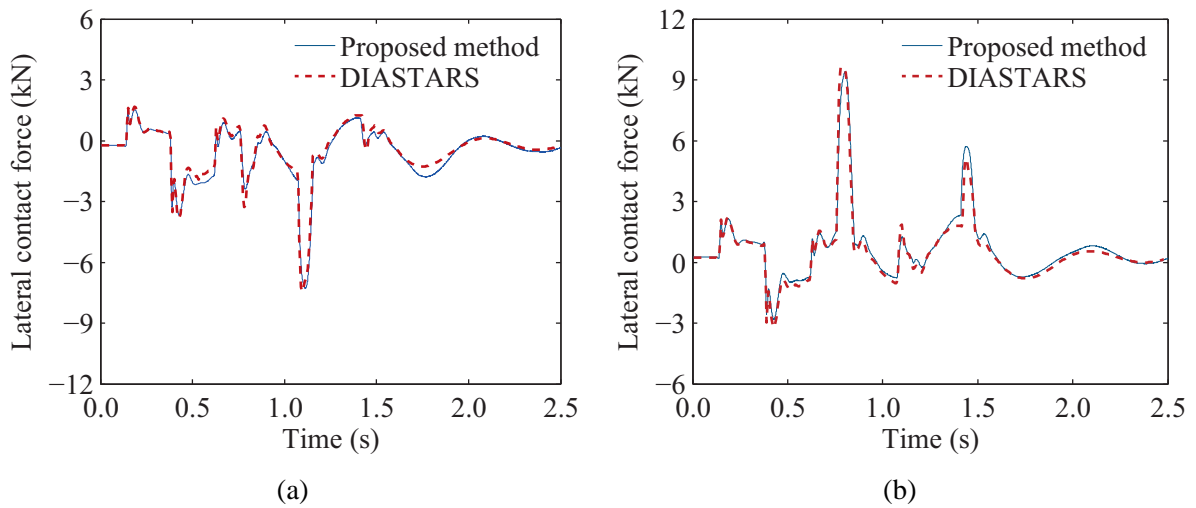 6
3
0
−3
−6
−9
−12
Lateral contact force (kN)
Proposed method
DIASTARS
0.0 0.5 1.0 1.5 2.0 2.5
Time (s)
(a)
12
9
6
3
0
−3
−6
Lateral contact force (kN)
Proposed method
DIASTARS
0.0 0.5 1.0 1.5 2.0 2.5
Time (s)
(b)